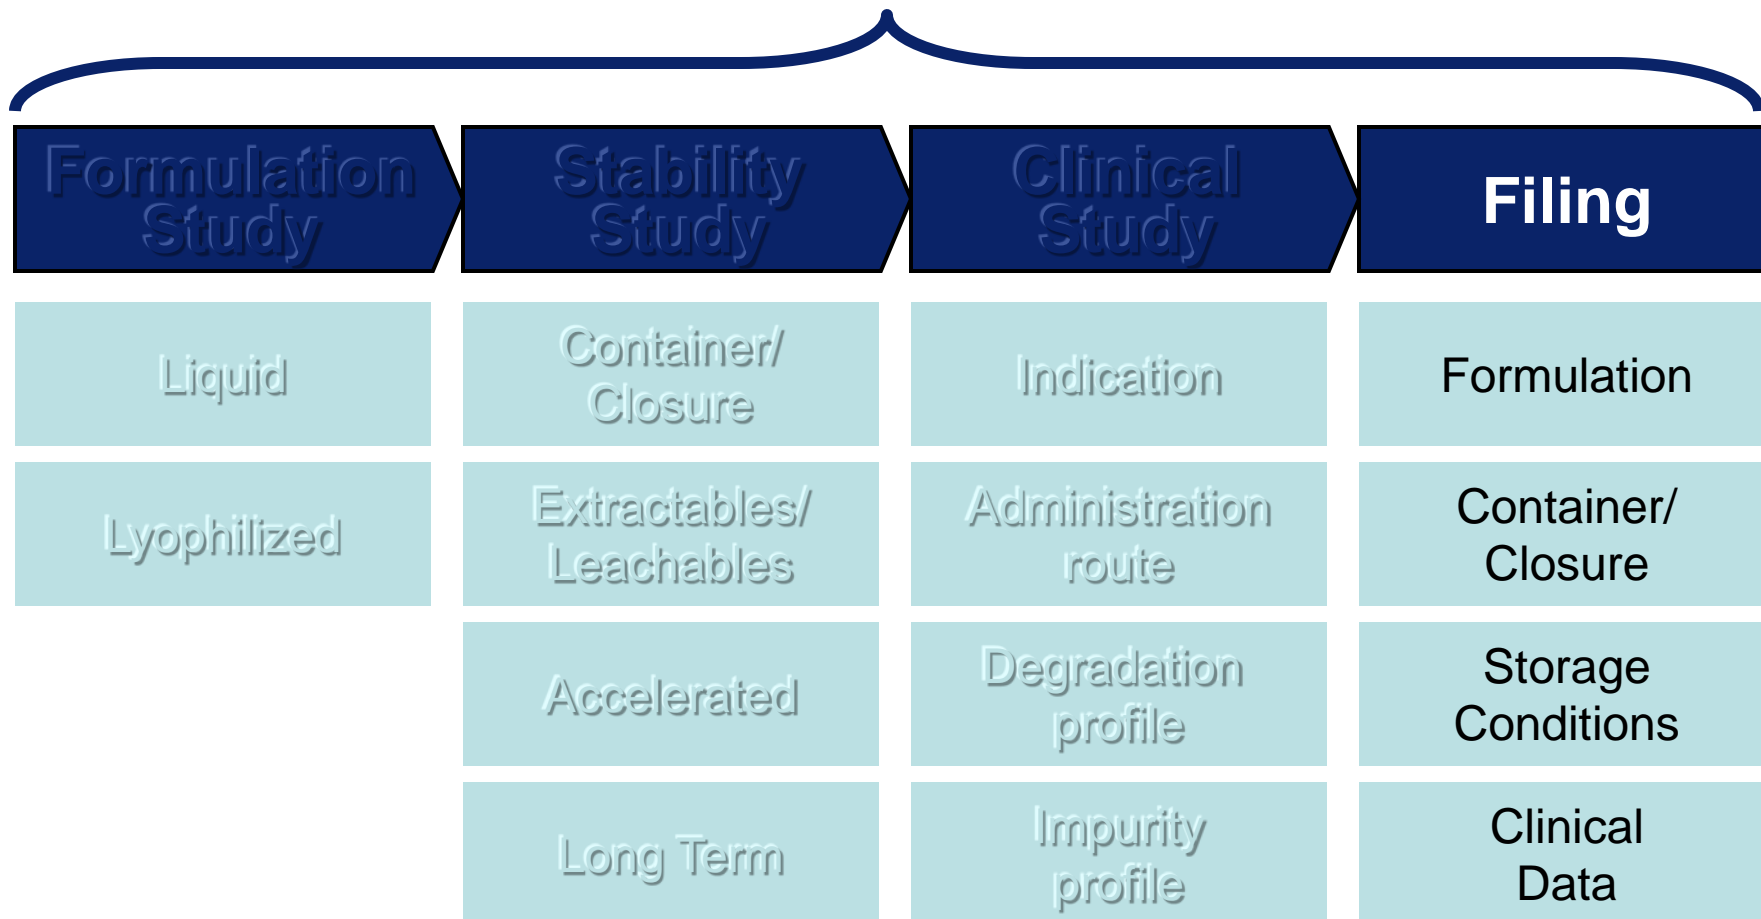 Formulation
Study
Stability
Study
Clinical
Study
Filing
Liquid
Container/
Closure
Indication
Formulation
Lyophilized
Extractables/
Leachables
Administration
route
Container/
Closure
Accelerated
Degradation
profile
Storage
Conditions
Long Term
Impurity
profile
Clinical
Data